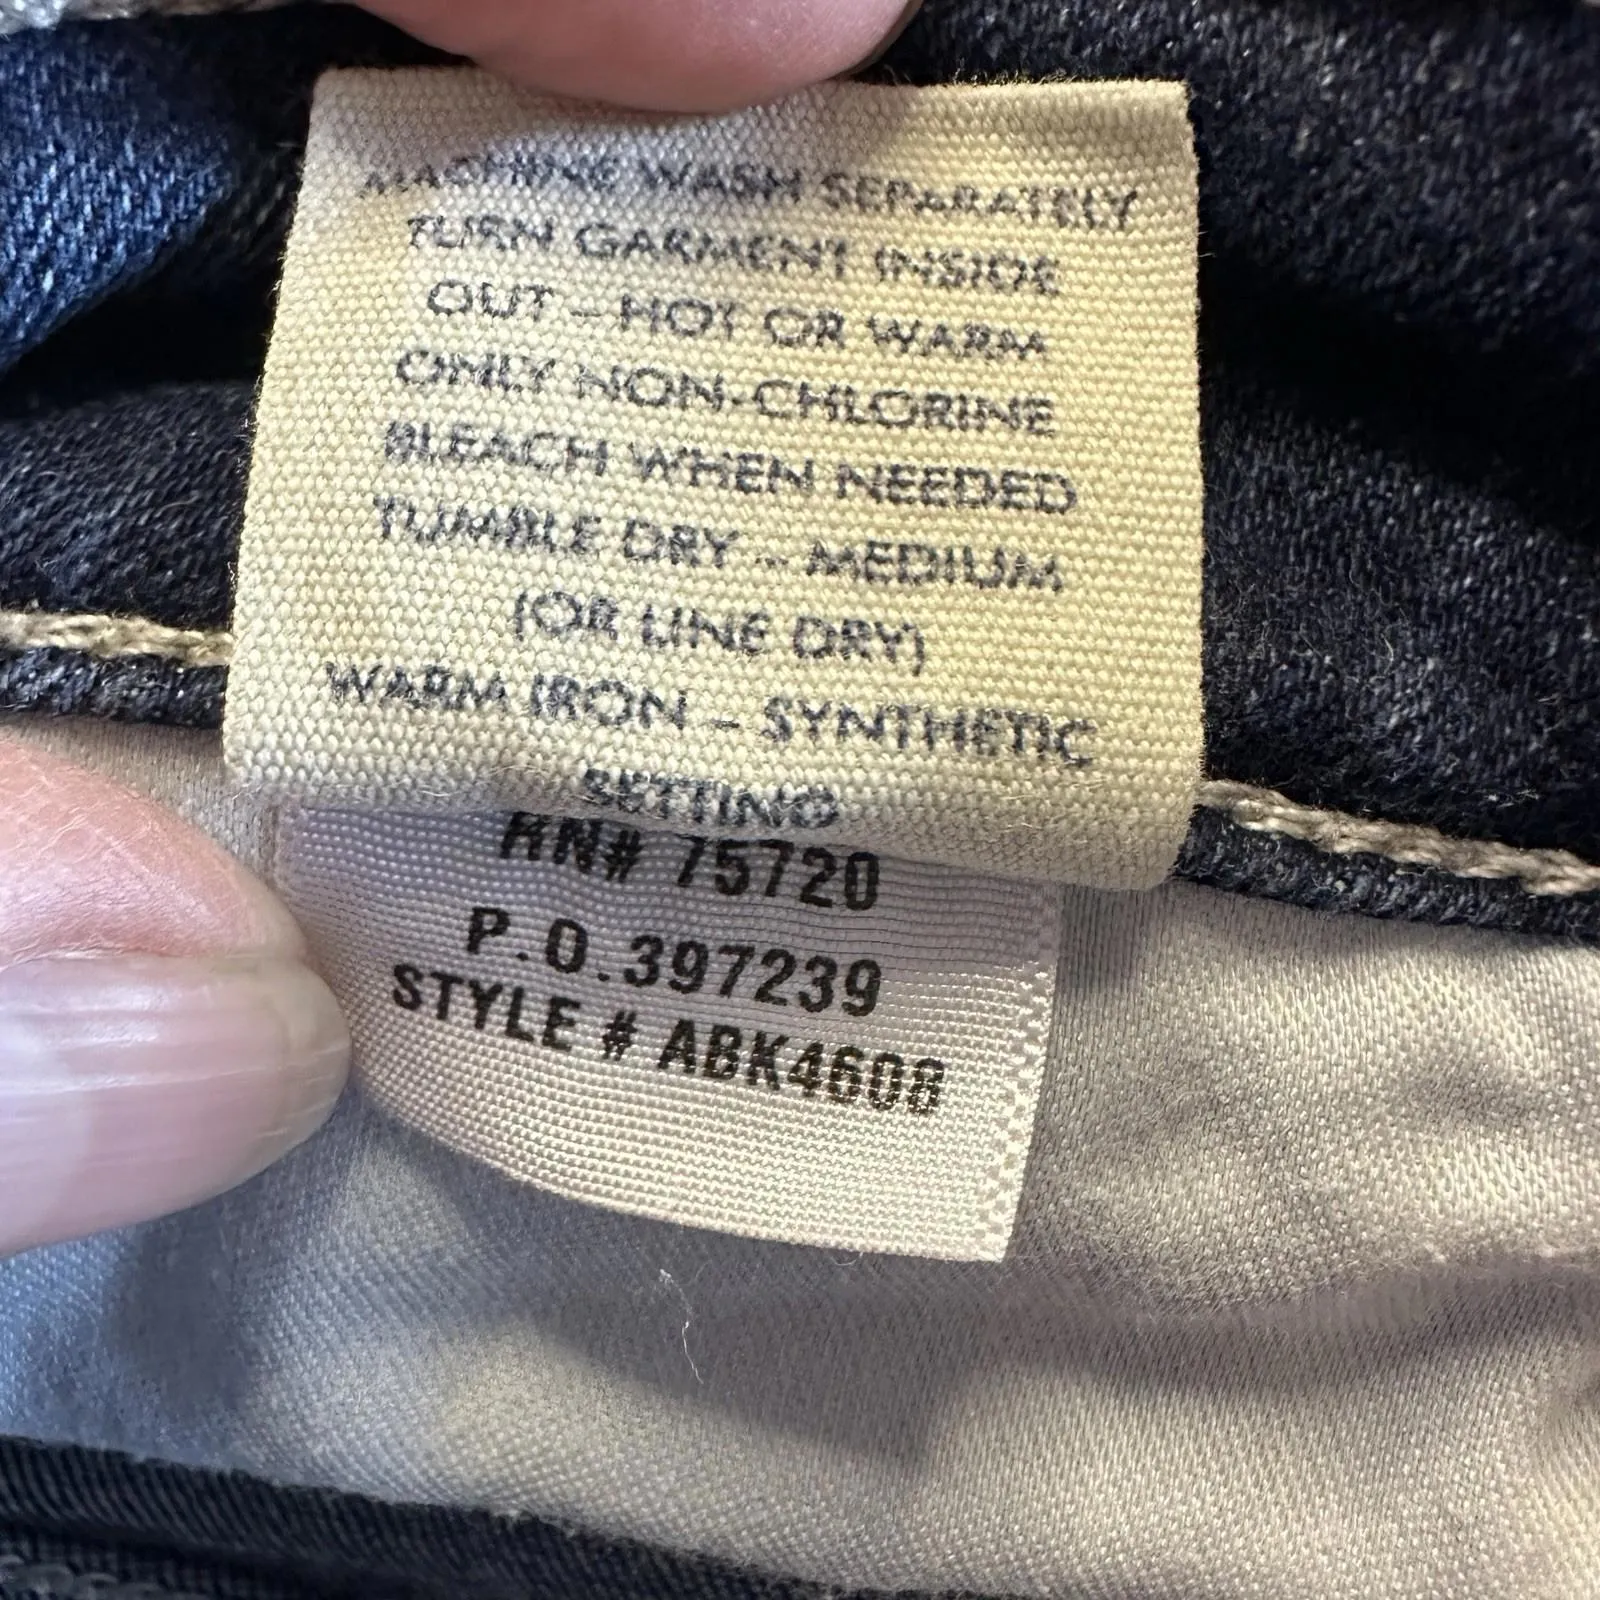 MACHINE WASH SEPARATELY
TURN GARMENT INSIDE
OUT – HOT OR WARM
ONLY NON-CHLORINE
BLEACH WHEN NEEDED
TUMBLE DRY – MEDIUM
(OR LINE DRY)
WARM IRON – SYNTHETIC
SETTING
RN# 75720
P.O.397239
STYLE # ABK4608